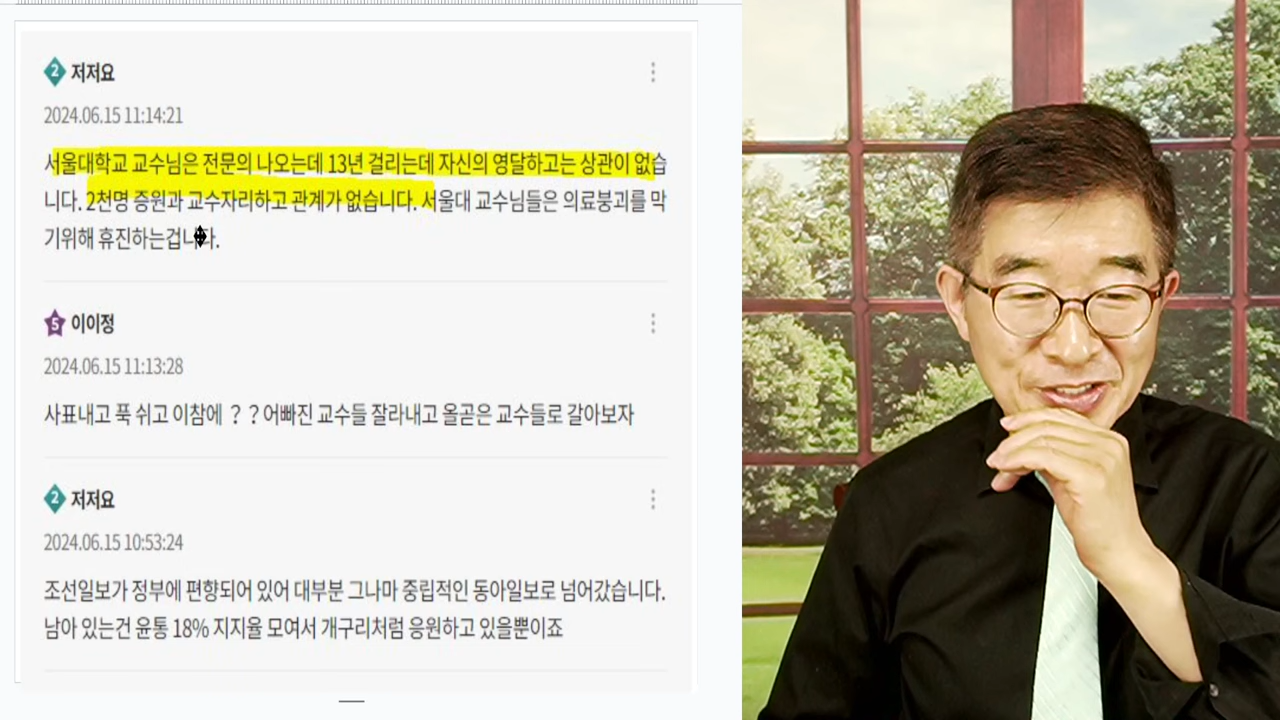 2 저저요
2024.06.15 11:14:21
서울대학교 교수님은 전문의 나오는데 13년 걸리는데 자신의 영달하고는 상관이 없습
니다. 2천명 증원과 교수자리하고 관계가 없습니다. 서울대 교수님들은 의료붕괴를 막
기위해 휴진하는겁니다.
5 이이정
2024.06.15 11:13:28
사표내고 푹 쉬고 이참에 ? ? 어빠진 교수들 잘라내고 올곧은 교수들로 갈아보자
2 저저요
2024.06.15 10:53:24
조선일보가 정부에 편향되어 있어 대부분 그나마 중립적인 동아일보로 넘어갔습니다.
남아 있는건 윤통 18% 지지율 모여서 개구리처럼 응원하고 있을뿐이죠